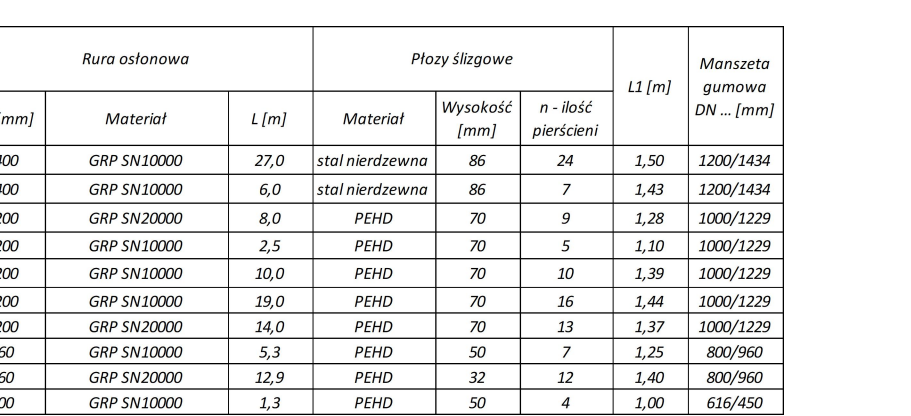 Rura osłonowa Płozy ślizgowe L1 [m] Manszeta gumowa DN ... [mm]
mm] Materiał L [m] Materiał Wysokość [mm] n - ilość pierścieni
GRP SN10000 27,0 stal nierdzewna 86 24 1,50 1200/1434
GRP SN10000 6,0 stal nierdzewna 86 7 1,43 1200/1434
GRP SN20000 8,0 PEHD 70 9 1,28 1000/1229
GRP SN10000 2,5 PEHD 70 5 1,10 1000/1229
GRP SN10000 10,0 PEHD 70 10 1,39 1000/1229
GRP SN10000 19,0 PEHD 70 16 1,44 1000/1229
GRP SN20000 14,0 PEHD 70 13 1,37 1000/1229
60 GRP SN10000 5,3 PEHD 50 7 1,25 800/960
60 GRP SN20000 12,9 PEHD 32 12 1,40 800/960
00 GRP SN10000 1,3 PEHD 50 4 1,00 616/450